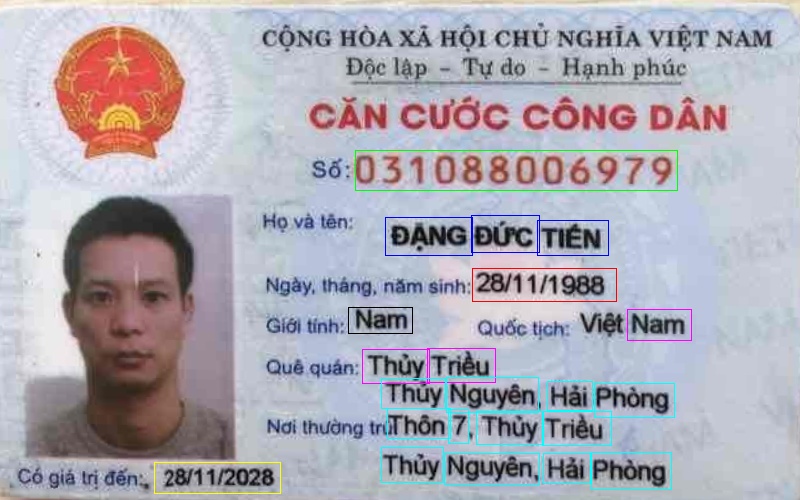 CỘNG HÒA XÃ HỘI CHỦ NGHĨA VIỆT NAM
Độc lập - Tự do - Hạnh phúc
CĂN CƯỚC CÔNG DÂN
Số: 031088006979
Họ và tên: ĐẶNG ĐỨC TIẾN
Ngày, tháng, năm sinh: 28/11/1988
Giới tính: Nam Quốc tịch: Việt Nam
Quê quán: Thủy Triều
Thủy Nguyên, Hải Phòng
Nơi thường trú Thôn 7, Thủy Triều
Thủy Nguyên, Hải Phòng
Có giá trị đến: 28/11/2028